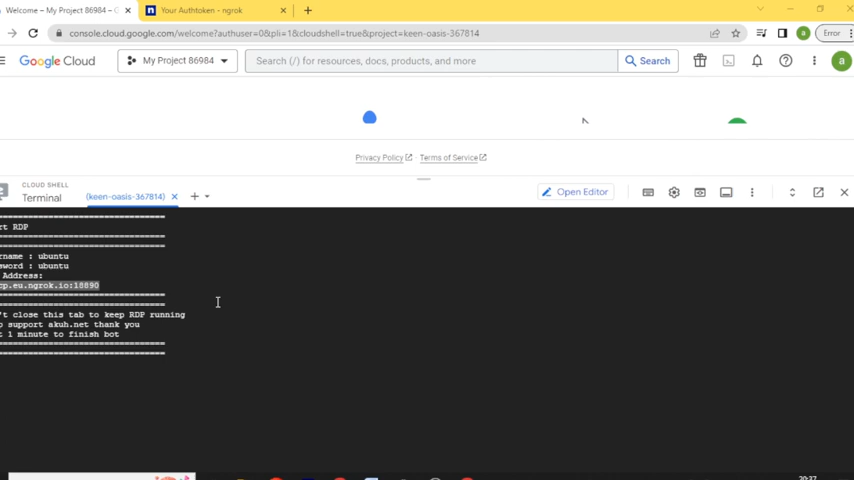 Welcome – My Project 86984 – G
Your Authtoken - ngrok
console.cloud.google.com/welcome?authuser=0&pli=1&cloudshell=true&project=keen-oasis-367814
a
Error
Google Cloud
My Project 86984
Search (/) for resources, docs, products, and more
Search
a
Privacy Policy
Terms of Service
CLOUD SHELL
Terminal
(keen-oasis-367814)
Open Editor
===================================
rt RDP
===================================
===================================
rname : ubuntu
sword : ubuntu
Address:
cp.eu.ngrok.io:18890
===================================
===================================
't close this tab to keep RDP running
o support akuh.net thank you
t 1 minute to finish bot
===================================
===================================
20:37